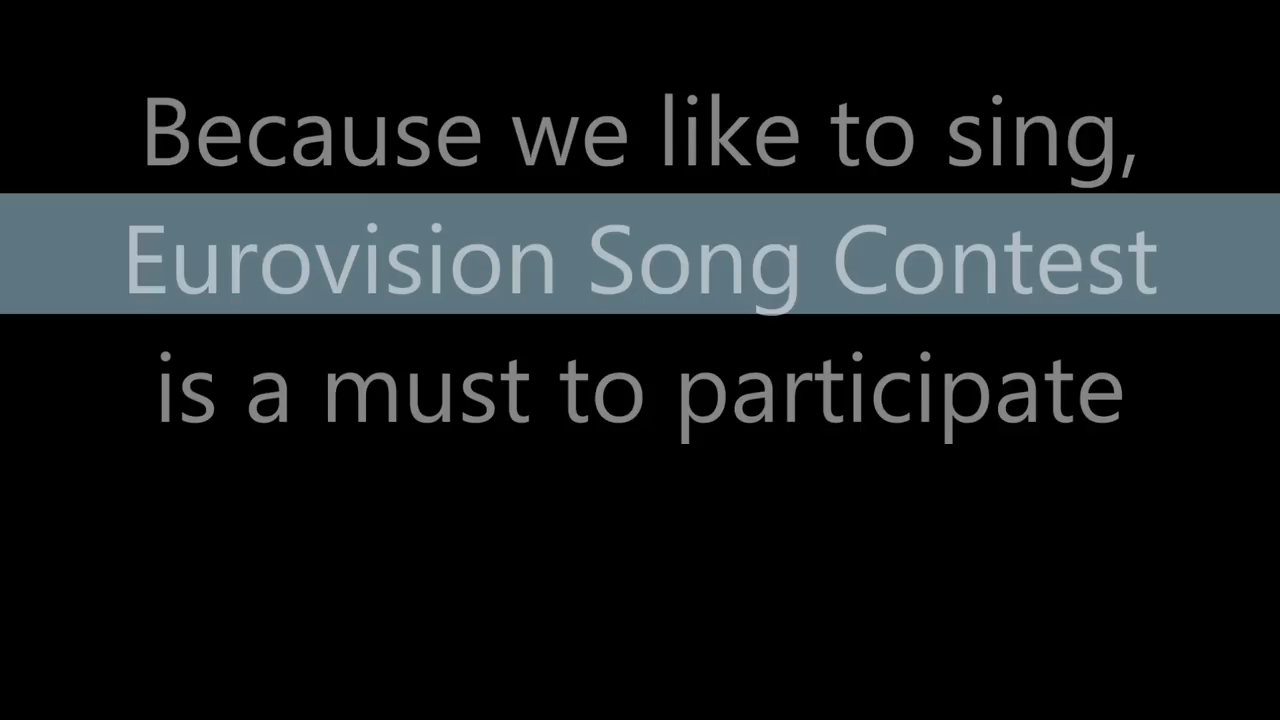 Because we like to sing,
Eurovision Song Contest
is a must to participate